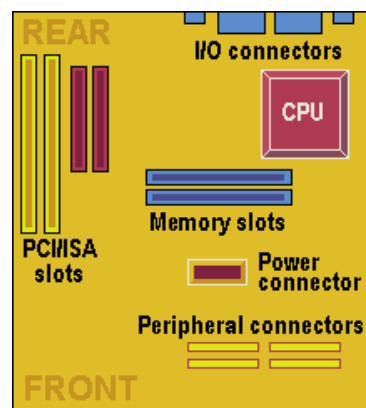 REAR
I/O connectors
CPU
Memory slots
PCI/ISA
slots
Power
connector
Peripheral connectors
FRONT